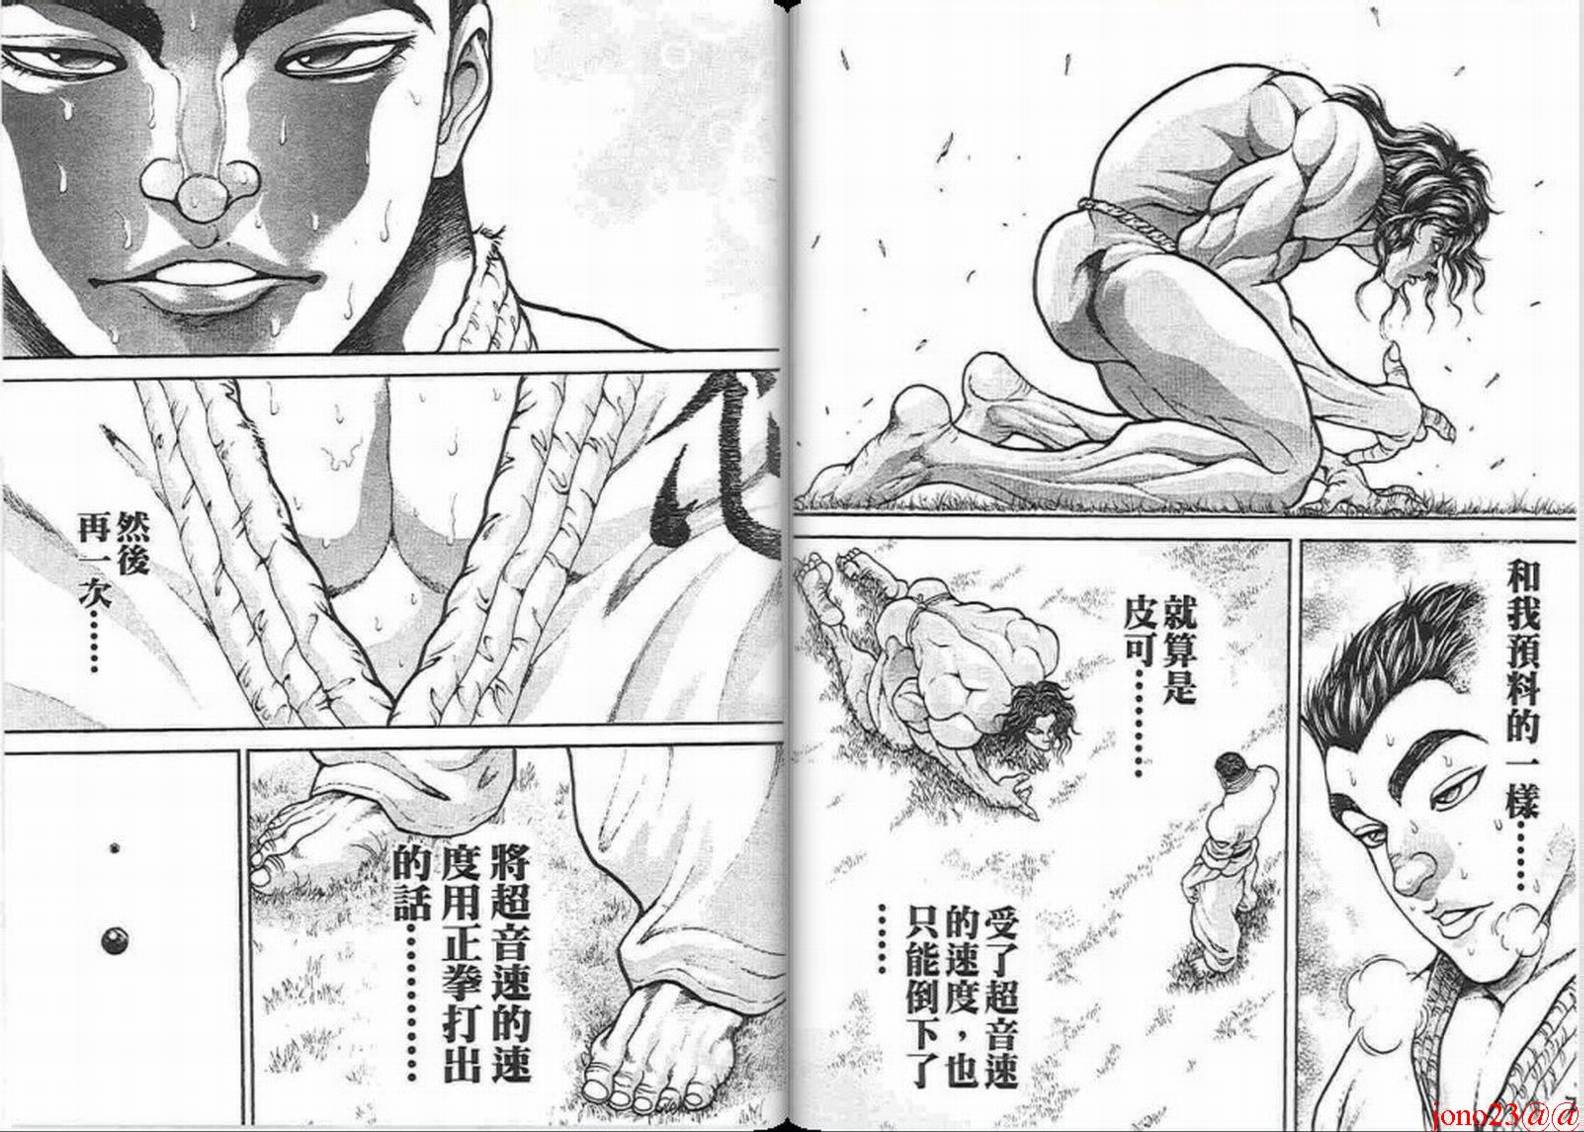 和我預料的一樣……
就算是
皮可…………
受了超音速
的速度，也
只能倒下了
……
然後
再一次……
將超音速的速
度用正拳打出
的話…………
心
jono23@@